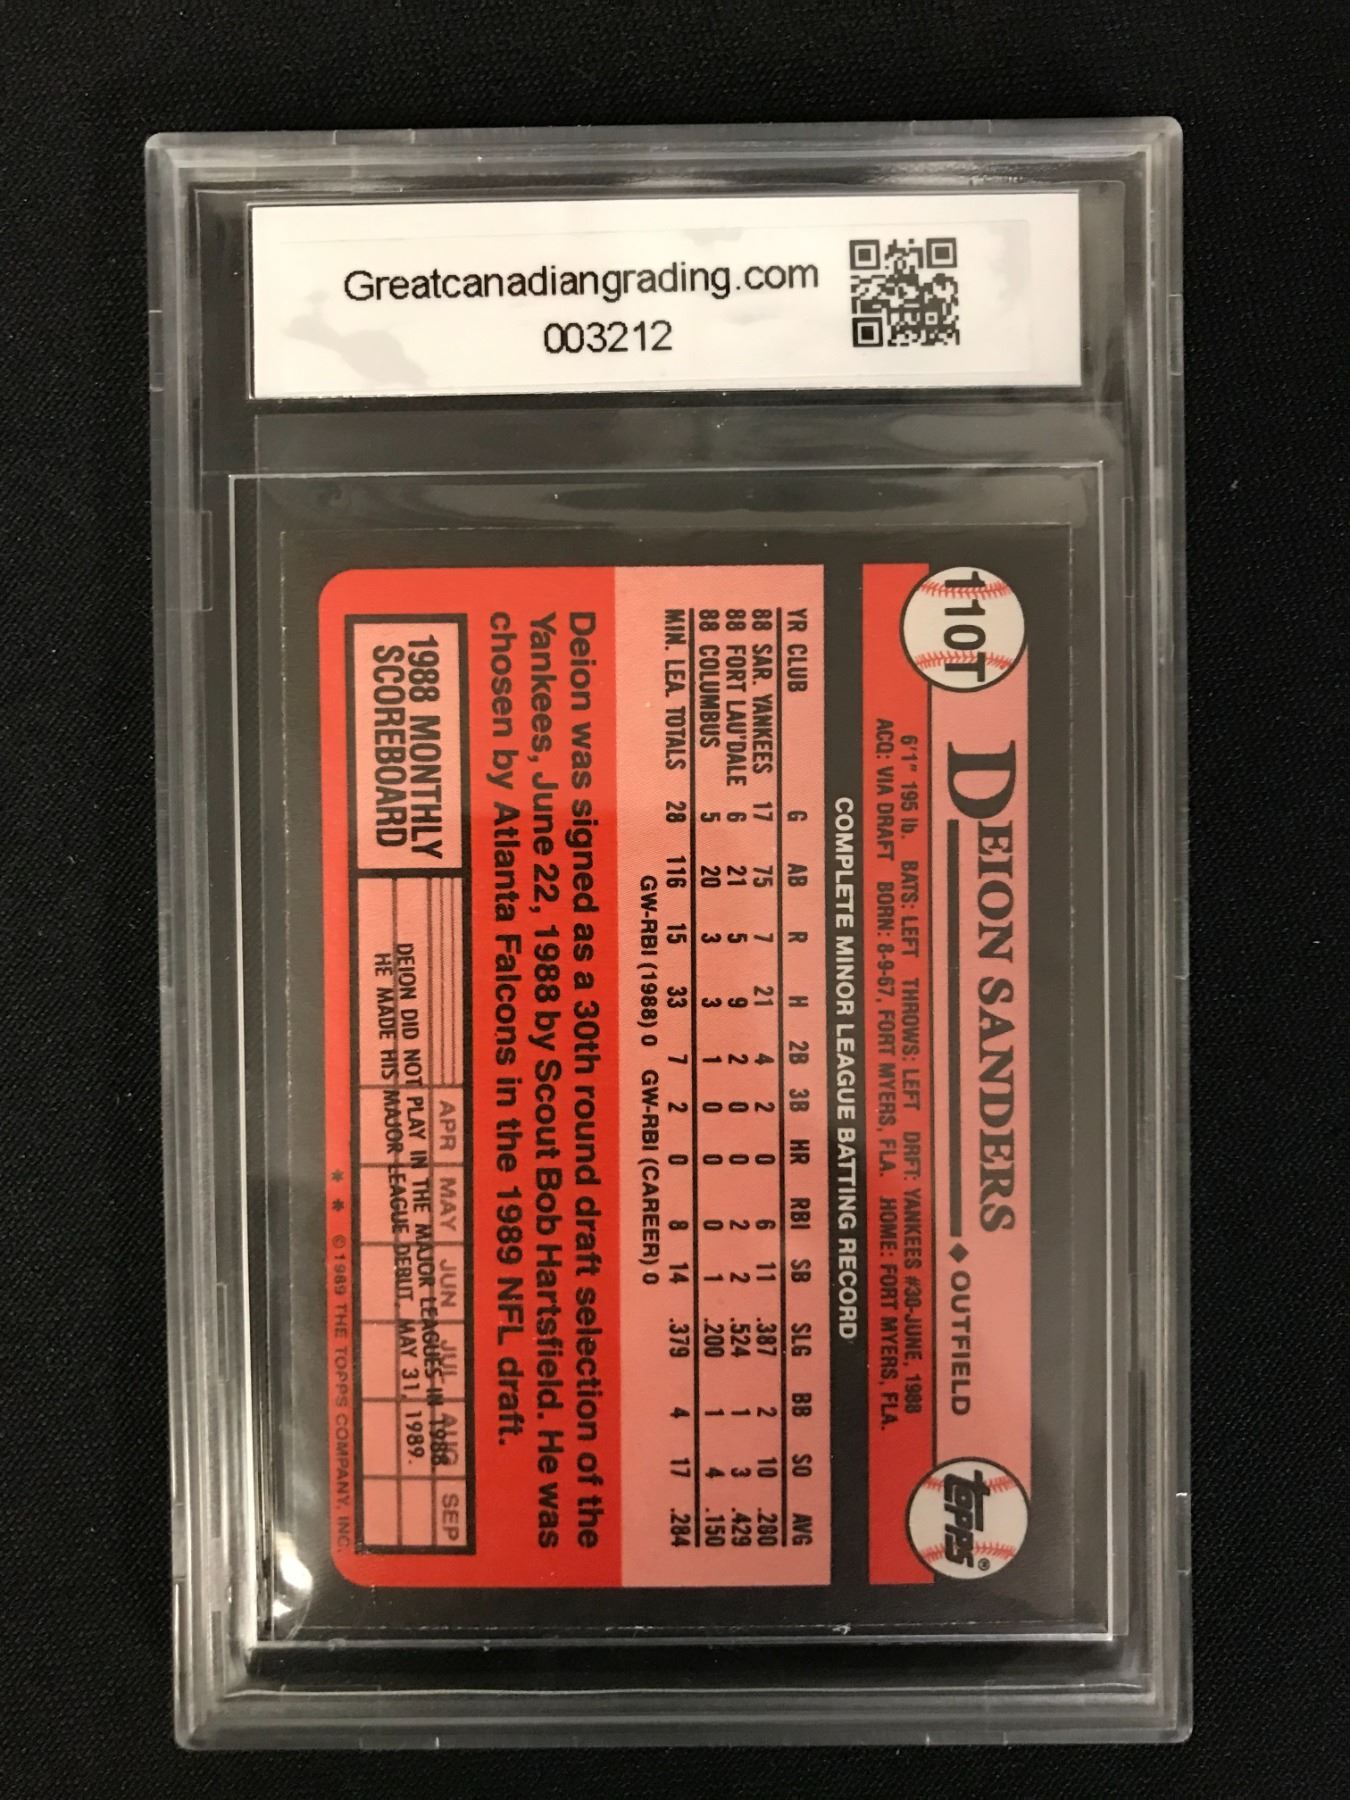 Greatcanadiangrading.com
003212
110T
DEION SANDERS ◆ OUTFIELD
topps®
6'1" 195 lb. BATS: LEFT THROWS: LEFT DRFT: YANKEES #30-JUNE, 1988
ACQ: VIA DRAFT BORN: 8-9-67, FORT MYERS, FLA. HOME: FORT MYERS, FLA.
COMPLETE MINOR LEAGUE BATTING RECORD
YR CLUB G AB R H 2B 3B HR RBI SB SLG BB SO AVG
88 SAR. YANKEES 17 75 7 21 4 2 0 6 11 .387 2 10 .280
88 FORT LAU'DALE 6 21 5 9 2 0 0 2 2 .524 1 3 .429
88 COLUMBUS 5 20 3 3 1 0 0 0 1 .200 1 4 .150
MIN. LEA. TOTALS 28 116 15 33 7 2 0 8 14 .379 4 17 .284
GW-RBI (1988) 0 GW-RBI (CAREER) 0
Deion was signed as a 30th round draft selection of the
Yankees, June 22, 1988 by Scout Bob Hartsfield. He was
chosen by Atlanta Falcons in the 1989 NFL draft.
1988 MONTHLY
SCOREBOARD
APR MAY JUN JUL AUG SEP
DEION DID NOT PLAY IN THE MAJOR LEAGUES IN 1988.
HE MADE HIS MAJOR LEAGUE DEBUT, MAY 31, 1989.
* * © 1989 THE TOPPS COMPANY, INC.